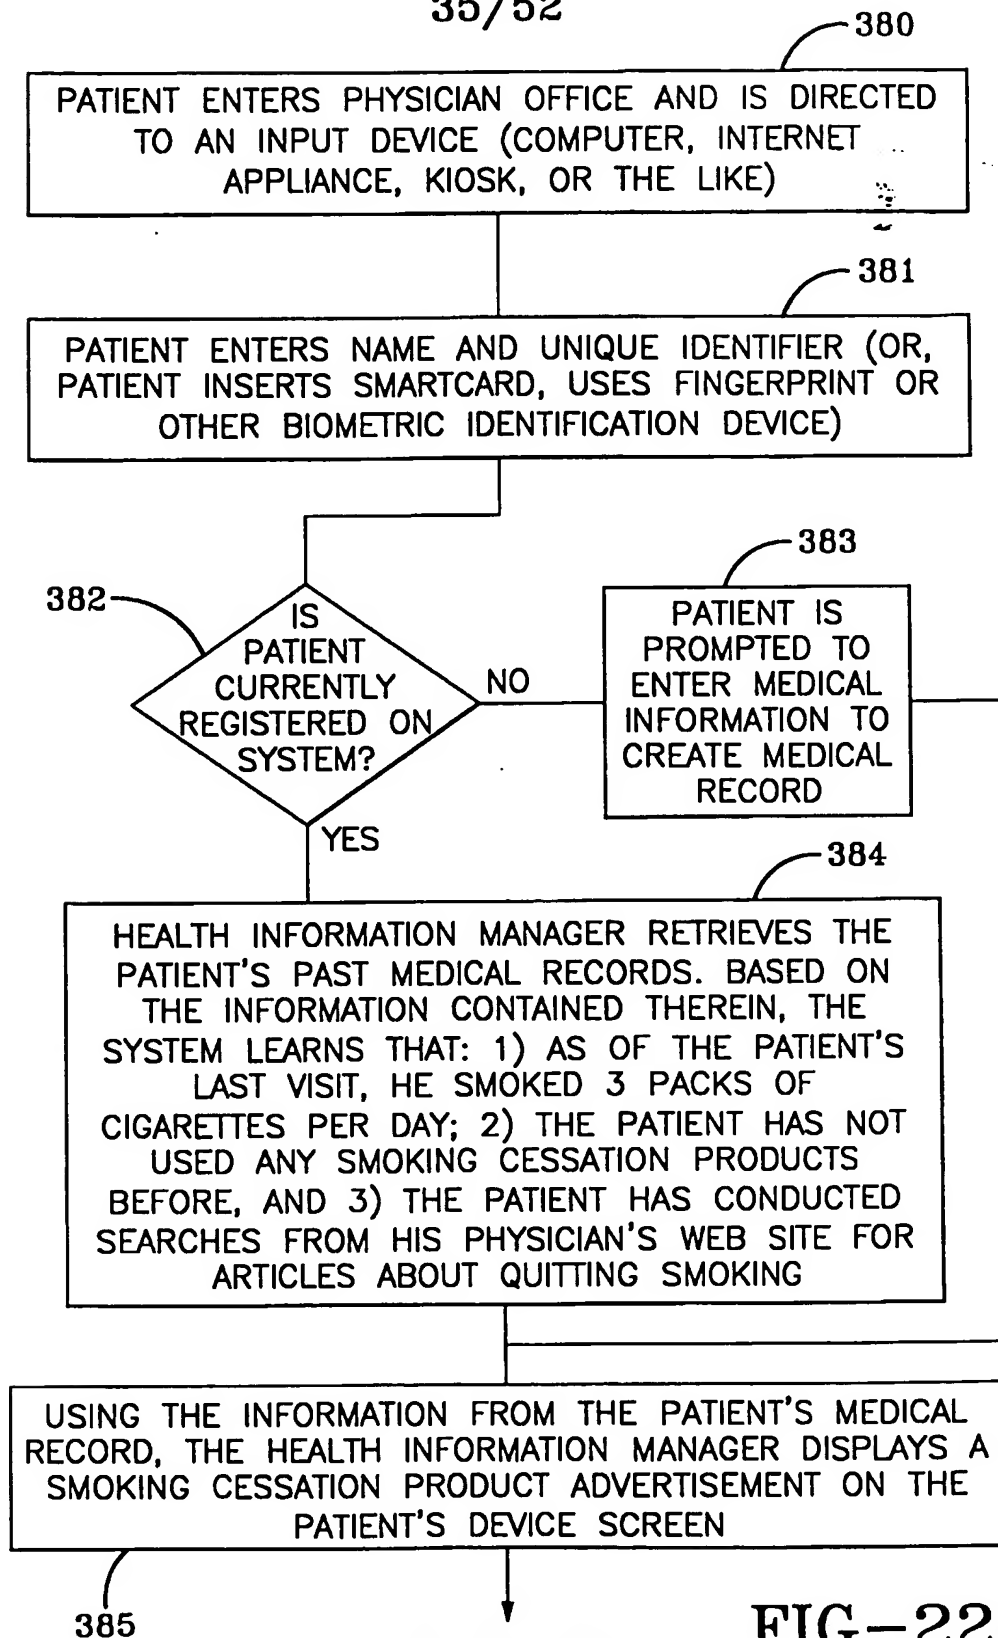 35/52
380
PATIENT ENTERS PHYSICIAN OFFICE AND IS DIRECTED
TO AN INPUT DEVICE (COMPUTER, INTERNET
APPLIANCE, KIOSK, OR THE LIKE)
381
PATIENT ENTERS NAME AND UNIQUE IDENTIFIER (OR,
PATIENT INSERTS SMARTCARD, USES FINGERPRINT OR
OTHER BIOMETRIC IDENTIFICATION DEVICE)
382
IS
PATIENT
CURRENTLY
REGISTERED ON
SYSTEM?
NO
383
PATIENT IS
PROMPTED TO
ENTER MEDICAL
INFORMATION TO
CREATE MEDICAL
RECORD
YES
384
HEALTH INFORMATION MANAGER RETRIEVES THE
PATIENT'S PAST MEDICAL RECORDS. BASED ON
THE INFORMATION CONTAINED THEREIN, THE
SYSTEM LEARNS THAT: 1) AS OF THE PATIENT'S
LAST VISIT, HE SMOKED 3 PACKS OF
CIGARETTES PER DAY; 2) THE PATIENT HAS NOT
USED ANY SMOKING CESSATION PRODUCTS
BEFORE, AND 3) THE PATIENT HAS CONDUCTED
SEARCHES FROM HIS PHYSICIAN'S WEB SITE FOR
ARTICLES ABOUT QUITTING SMOKING
USING THE INFORMATION FROM THE PATIENT'S MEDICAL
RECORD, THE HEALTH INFORMATION MANAGER DISPLAYS A
SMOKING CESSATION PRODUCT ADVERTISEMENT ON THE
PATIENT'S DEVICE SCREEN
385
FIG-22